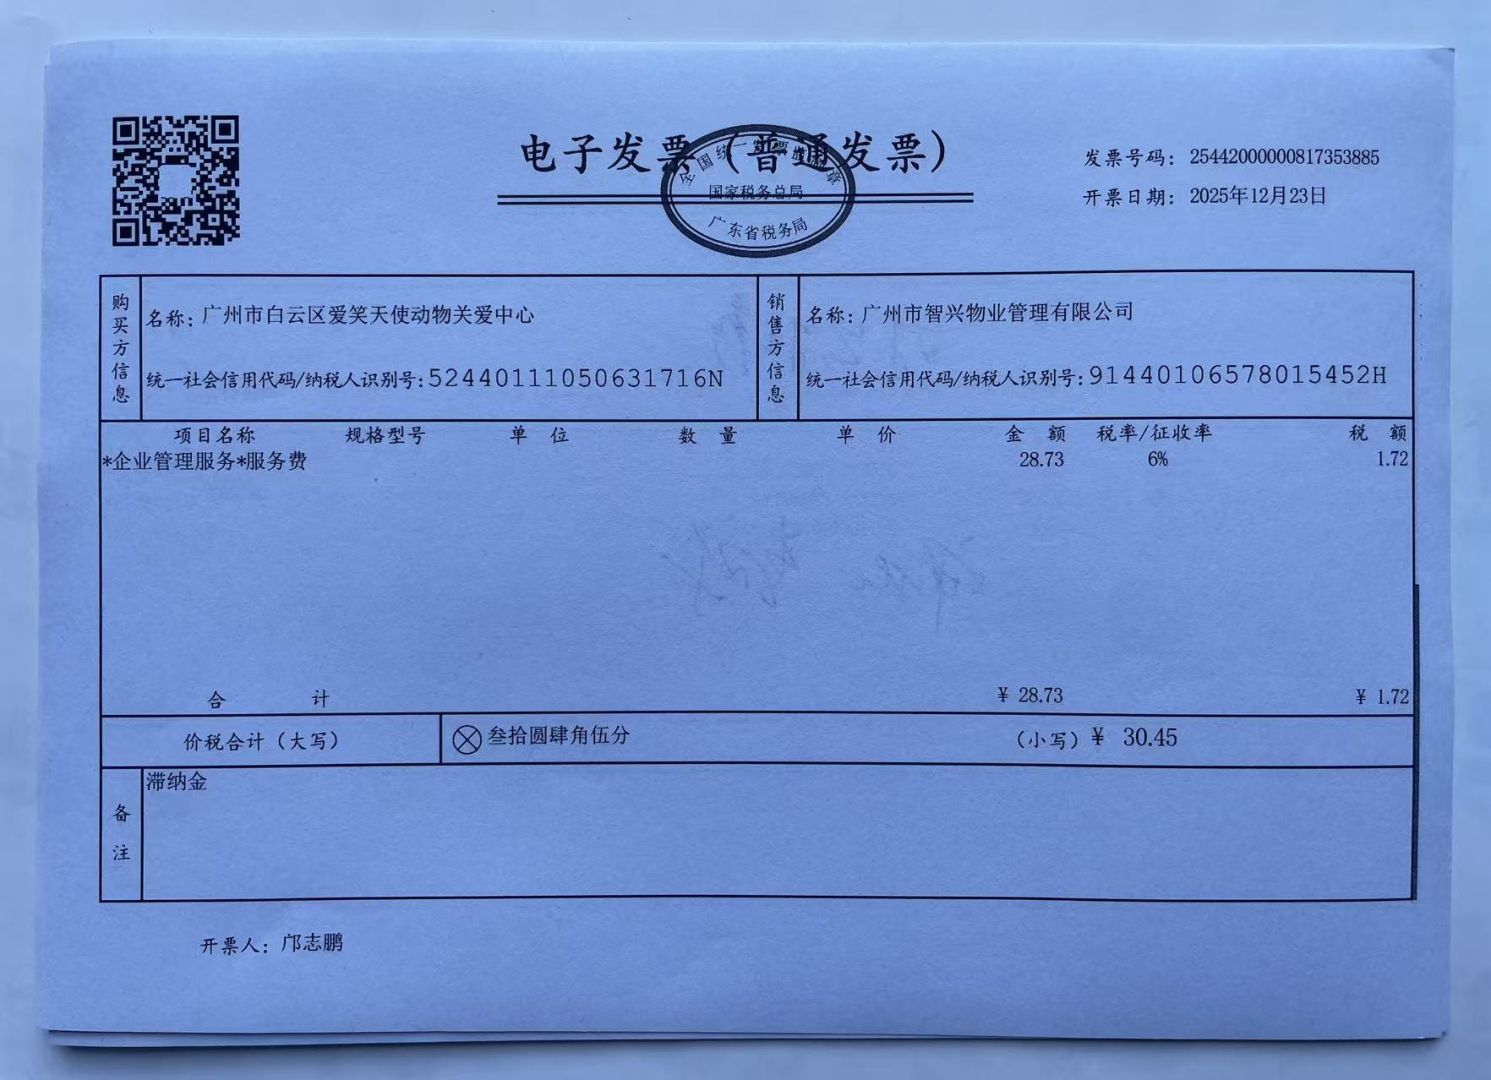 电子发票（普通发票）
全国统一发票监制章
国家税务总局
广东省税务局
发票号码：25442000000817353885
开票日期：2025年12月23日
购买方信息
名称：广州市白云区爱笑天使动物关爱中心
统一社会信用代码/纳税人识别号：52440111050631716N
销售方信息
名称：广州市智兴物业管理有限公司
统一社会信用代码/纳税人识别号：91440106578015452H
项目名称 规格型号 单位 数量 单价 金额 税率/征收率 税额
*企业管理服务*服务费 28.73 6% 1.72
合计 ¥28.73 ¥1.72
价税合计（大写） ⊗叁拾圆肆角伍分 （小写）¥ 30.45
备注
滞纳金
开票人：邝志鹏